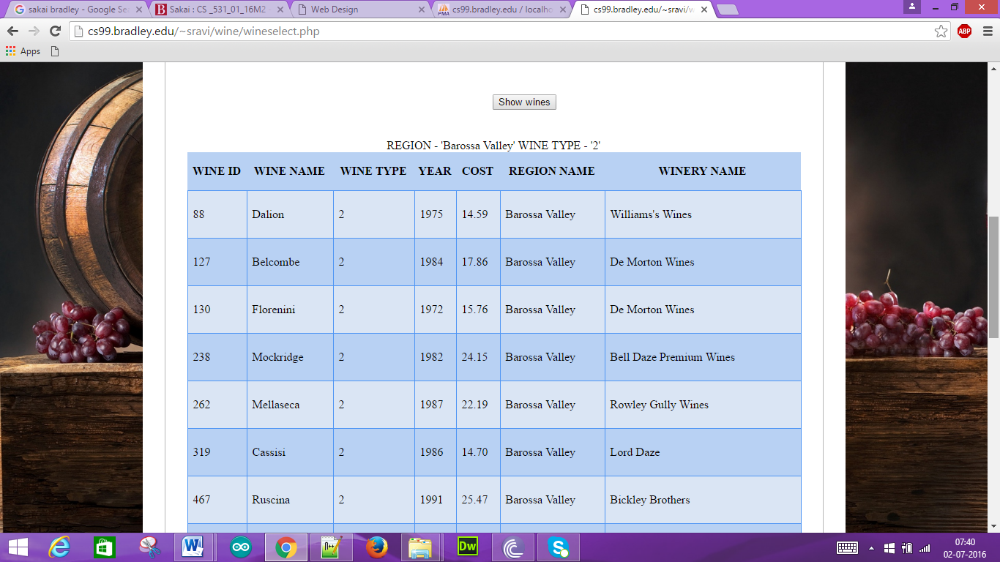 sakai bradley - Google Se
Sakai : CS _531_01_16M2
Web Design
cs99.bradley.edu / localho
cs99.bradley.edu/~sravi/w
cs99.bradley.edu/~sravi/wine/wineselect.php
ABP
Apps
Show wines
REGION - 'Barossa Valley' WINE TYPE - '2'
WINE ID WINE NAME WINE TYPE YEAR COST REGION NAME WINERY NAME
88 Dalion 2 1975 14.59 Barossa Valley Williams's Wines
127 Belcombe 2 1984 17.86 Barossa Valley De Morton Wines
130 Florenini 2 1972 15.76 Barossa Valley De Morton Wines
238 Mockridge 2 1982 24.15 Barossa Valley Bell Daze Premium Wines
262 Mellaseca 2 1987 22.19 Barossa Valley Rowley Gully Wines
319 Cassisi 2 1986 14.70 Barossa Valley Lord Daze
467 Ruscina 2 1991 25.47 Barossa Valley Bickley Brothers
Dw
07:40
02-07-2016